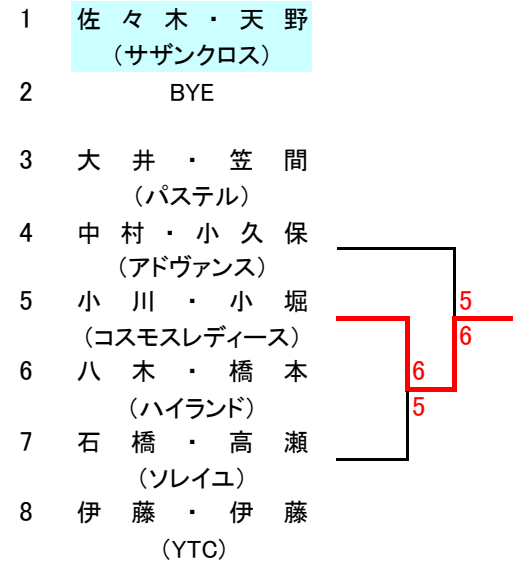 1 佐々木・天野
（サザンクロス）
2 BYE
3 大井・笠間
（パステル）
4 中村・小久保
（アドヴァンス）
5 小川・小堀
5
（コスモスレディース）
6
6 八木・橋本
6
（ハイランド）
5
7 石橋・高瀬
（ソレイユ）
8 伊藤・伊藤
（YTC）